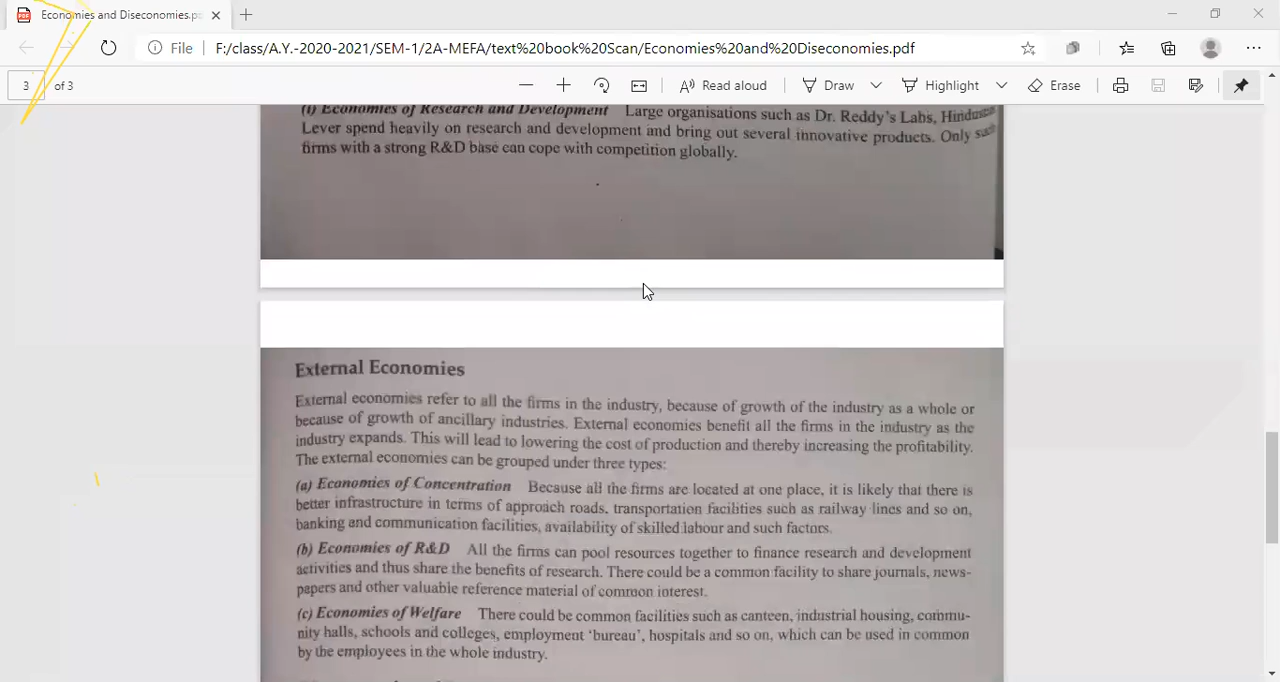 Economies and Diseconomies.p
File F:/class/A.Y.-2020-2021/SEM-1/2A-MEFA/text%20book%20Scan/Economies%20and%20Diseconomies.pdf
3 of 3 Read aloud Draw Highlight Erase
(i) Economies of Research and Development Large organisations such as Dr. Reddy's Labs,
Lever spend heavily on research and development and bring out several innovative products. Only
firms with a strong R&D base can cope with competition globally.
External Economies
External economies refer to all the firms in the industry, because of growth of the industry as a whole or
because of growth of ancillary industries. External economies benefit all the firms in the industry as the
industry expands. This will lead to lowering the cost of production and thereby increasing the profitability.
The external economies can be grouped under three types:
(a) Economies of Concentration Because all the firms are located at one place, it is likely that there is
better infrastructure in terms of approach roads, transportation facilities such as railway lines and so on,
banking and communication facilities, availability of skilled labour and such factors.
(b) Economies of R&D All the firms can pool resources together to finance research and development
activities and thus share the benefits of research. There could be a common facility to share journals, news-
papers and other valuable reference material of common interest.
(c) Economies of Welfare There could be common facilities such as canteen, industrial housing, commu-
nity halls, schools and colleges, employment 'bureau', hospitals and so on, which can be used in common
by the employees in the whole industry.